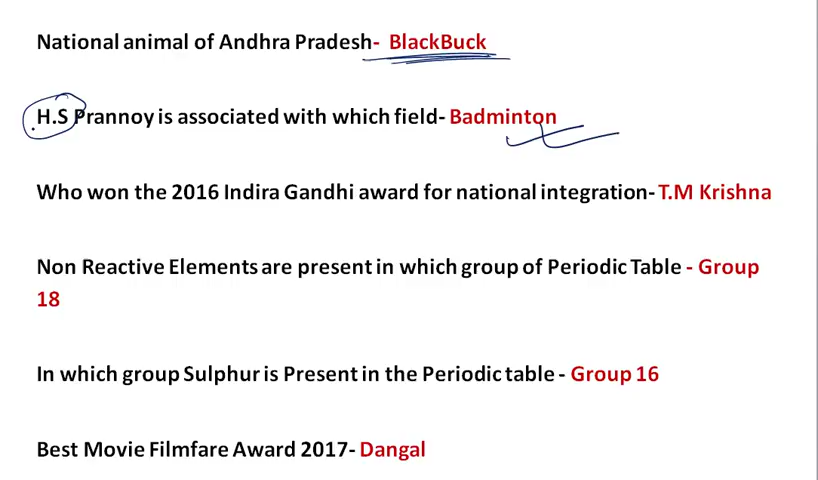 National animal of Andhra Pradesh- BlackBuck
H.S Prannoy is associated with which field- Badminton
Who won the 2016 Indira Gandhi award for national integration- T.M Krishna
Non Reactive Elements are present in which group of Periodic Table - Group
18
In which group Sulphur is Present in the Periodic table - Group 16
Best Movie Filmfare Award 2017- Dangal